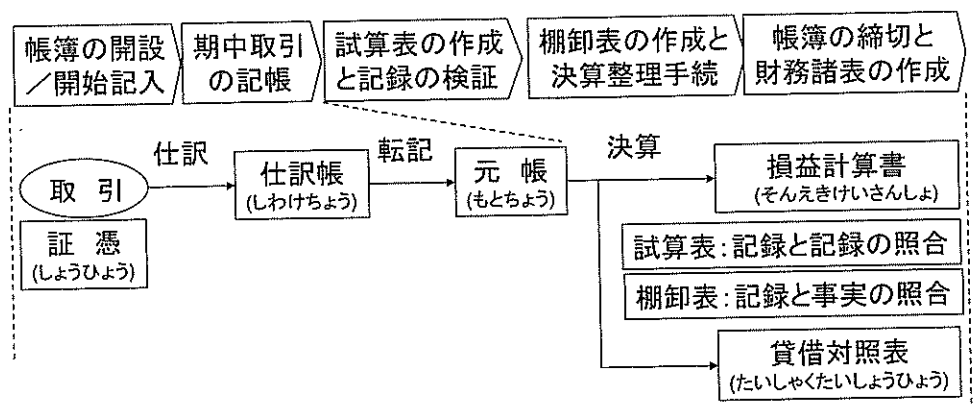 帳簿の開設
／開始記入
期中取引
の記帳
試算表の作成
と記録の検証
棚卸表の作成と
決算整理手続
帳簿の締切と
財務諸表の作成
仕訳
転記
決算
取 引
証 憑
(しょうひょう)
仕訳帳
(しわけちょう)
元 帳
(もとちょう)
損益計算書
(そんえきけいさんしょ)
試算表：記録と記録の照合
棚卸表：記録と事実の照合
貸借対照表
(たいしゃくたいしょうひょう)